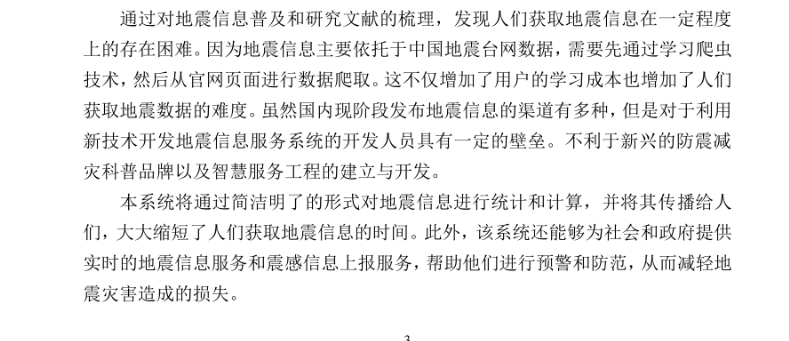 通过对地震信息普及和研究文献的梳理，发现人们获取地震信息在一定程度
上的存在困难。因为地震信息主要依托于中国地震台网数据，需要先通过学习爬虫
技术，然后从官网页面进行数据爬取。这不仅增加了用户的学习成本也增加了人们
获取地震数据的难度。虽然国内现阶段发布地震信息的渠道有多种，但是对于利用
新技术开发地震信息服务系统的开发人员具有一定的壁垒。不利于新兴的防震减
灾科普品牌以及智慧服务工程的建立与开发。
本系统将通过简洁明了的形式对地震信息进行统计和计算，并将其传播给人
们，大大缩短了人们获取地震信息的时间。此外，该系统还能够为社会和政府提供
实时的地震信息服务和震感信息上报服务，帮助他们进行预警和防范，从而减轻地
震灾害造成的损失。
3